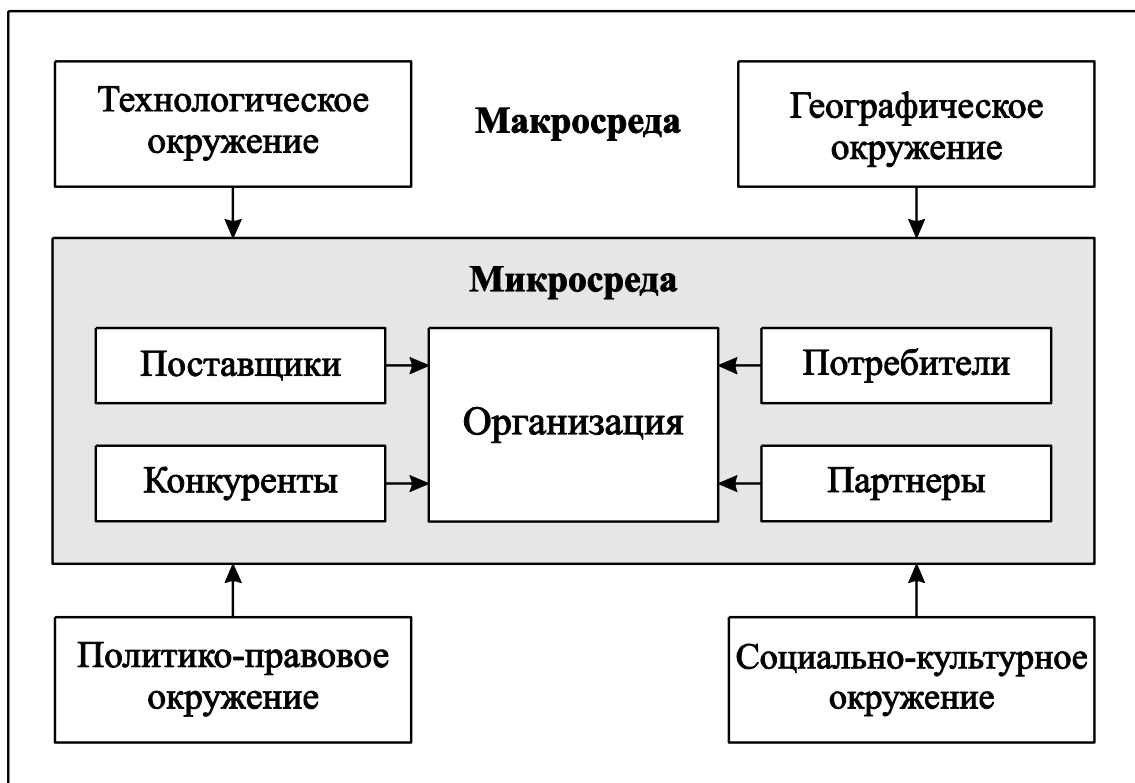 Технологическое
окружение
Макросреда
Географическое
окружение
Микросреда
Поставщики
Организация
Потребители
Конкуренты
Партнеры
Политико-правовое
окружение
Социально-культурное
окружение